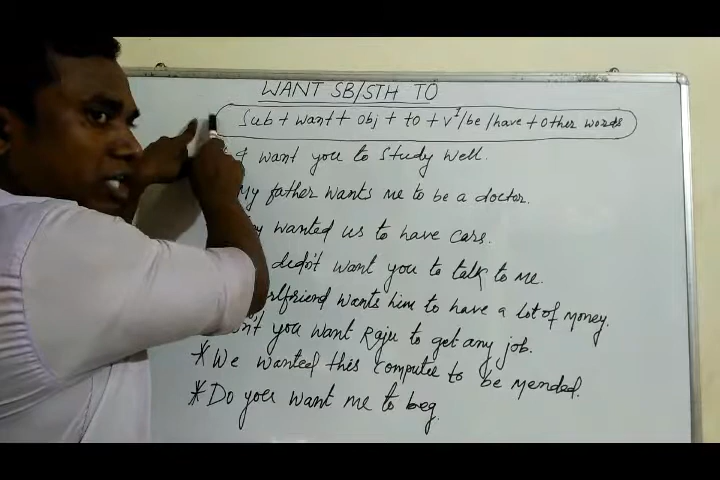 WANT SB/STH TO
Sub + want + obj + to + V¹/be/have + other words
I want you to study well.
My father wants me to be a doctor.
wanted us to have cars.
didn't want you to talk to me.
wants him to have a lot of money.
you want Raju to get any job.
* We wanted this computer to be mended.
* Do you want me to beg